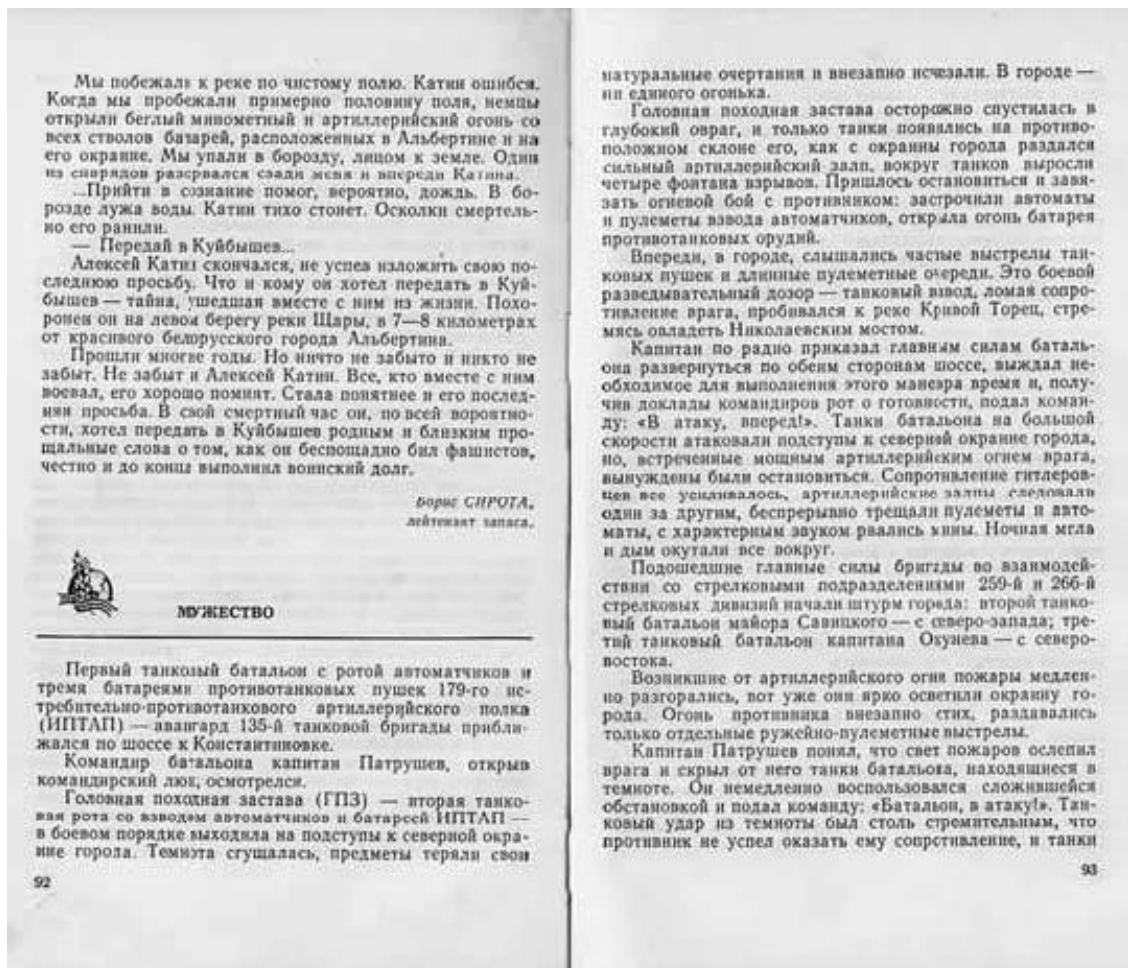 Мы побежали к реке по чистому полю. Катин ошибся.
Когда мы пробежали примерно половину поля, немцы
открыли беглый минометный и артиллерийский огонь со
всех стволов батарей, расположенных в Альбертине и на
его окраине. Мы упали в борозду, лицом к земле. Один
из снарядов разорвался сзади меня и впереди Катина.
...Прийти в сознание помог, вероятно, дождь. В бо-
розде лужа воды. Катин тихо стонет. Осколки смертель-
но его ранили.
— Передай в Куйбышев...
Алексей Катин скончался, не успев изложить свою по-
следнюю просьбу. Что и кому он хотел передать в Куй-
бышев — тайна, ушедшая вместе с ним из жизни. Похо-
ронен он на левом берегу реки Щары, в 7—8 километрах
от красивого белорусского города Альбертина.
Прошли многие годы. Но ничто не забыто и никто не
забыт. Не забыт и Алексей Катин. Все, кто вместе с ним
воевал, его хорошо помнят. Стала понятнее и его послед-
няя просьба. В свой смертный час он, по всей вороятно-
сти, хотел передать в Куйбышев родным и близким про-
щальные слова о том, как он беспощадно бил фашистов,
честно и до конца выполнил воинский долг.
Борис СИРОТА,
лейтенант запаса.
МУЖЕСТВО
Первый танковый батальон с ротой автоматчиков и
тремя батареями противотанковых пушек 179-го ис-
требительно-противотанкового артиллерийского полка
(ИПТАП) — авангард 135-й танковой бригады прибли-
жался по шоссе к Константиновке.
Командир батальона капитан Патрушев, открыв
командирский люк, осмотрелся.
Головная походная застава (ГПЗ) — вторая танко-
вая рота со взводом автоматчиков и батареей ИПТАП —
в боевом порядке выходила на подступы к северной окра-
ине города. Темнота сгущалась, предметы теряли свои
92
натуральные очертания и внезапно исчезали. В городе —
ни единого огонька.
Головная походная застава осторожно спустилась в
глубокий овраг, и только танки появились на противо-
положном склоне его, как с окраины города раздался
сильный артиллерийский залп, вокруг танков выросли
четыре фонтана взрывов. Пришлось остановиться и завя-
зать огневой бой с противником: застрочили автоматы
и пулеметы взвода автоматчиков, открыла огонь батарея
противотанковых орудий.
Впереди, в городе, слышались частые выстрелы тан-
ковых пушек и длинные пулеметные очереди. Это боевой
разведывательный дозор — танковый взвод, ломая сопро-
тивление врага, пробивался к реке Кривой Торец, стре-
мясь овладеть Николаевским мостом.
Капитан по радио приказал главным силам баталь-
она развернуться по обеим сторонам шоссе, выждал не-
обходимое для выполнения этого маневра время и, полу-
чив доклады командиров рот о готовности, подал коман-
ду: «В атаку, вперед!». Танки батальона на большой
скорости атаковали подступы к северной окраине города,
но, встреченные мощным артиллерийским огнем врага,
вынуждены были остановиться. Сопротивление гитлеров-
цев все усиливалось, артиллерийские залпы следовали
один за другим, беспрерывно трещали пулеметы и авто-
маты, с характерным звуком рвались мины. Ночная мгла
и дым окутали все вокруг.
Подошедшие главные силы бригады во взаимодей-
ствии со стрелковыми подразделениями 259-й и 266-й
стрелковых дивизий начали штурм города: второй танко-
вый батальон майора Савицкого — с северо-запада; тре-
тий танковый батальон капитана Охунева — с северо-
востока.
Возникшие от артиллерийского огня пожары медлен-
но разгорались, вот уже они ярко осветили окраину го-
рода. Огонь противника внезапно стих, раздавались
только отдельные ружейно-пулеметные выстрелы.
Капитан Патрушев понял, что свет пожаров ослепил
врага и скрыл от него танки батальона, находящиеся в
темноте. Он немедленно воспользовался сложившейся
обстановкой и подал команду: «Батальон, в атаку!». Тан-
ковый удар из темноты был столь стремительным, что
противник не успел оказать ему сопротивление, и танки
93